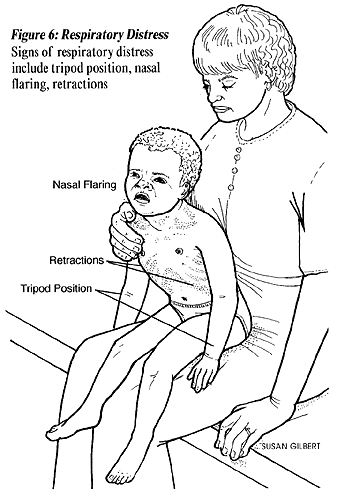 Figure 6: Respiratory Distress
Signs of respiratory distress
include tripod position, nasal
flaring, retractions
Nasal Flaring
Retractions
Tripod Position
SUSAN GILBERT